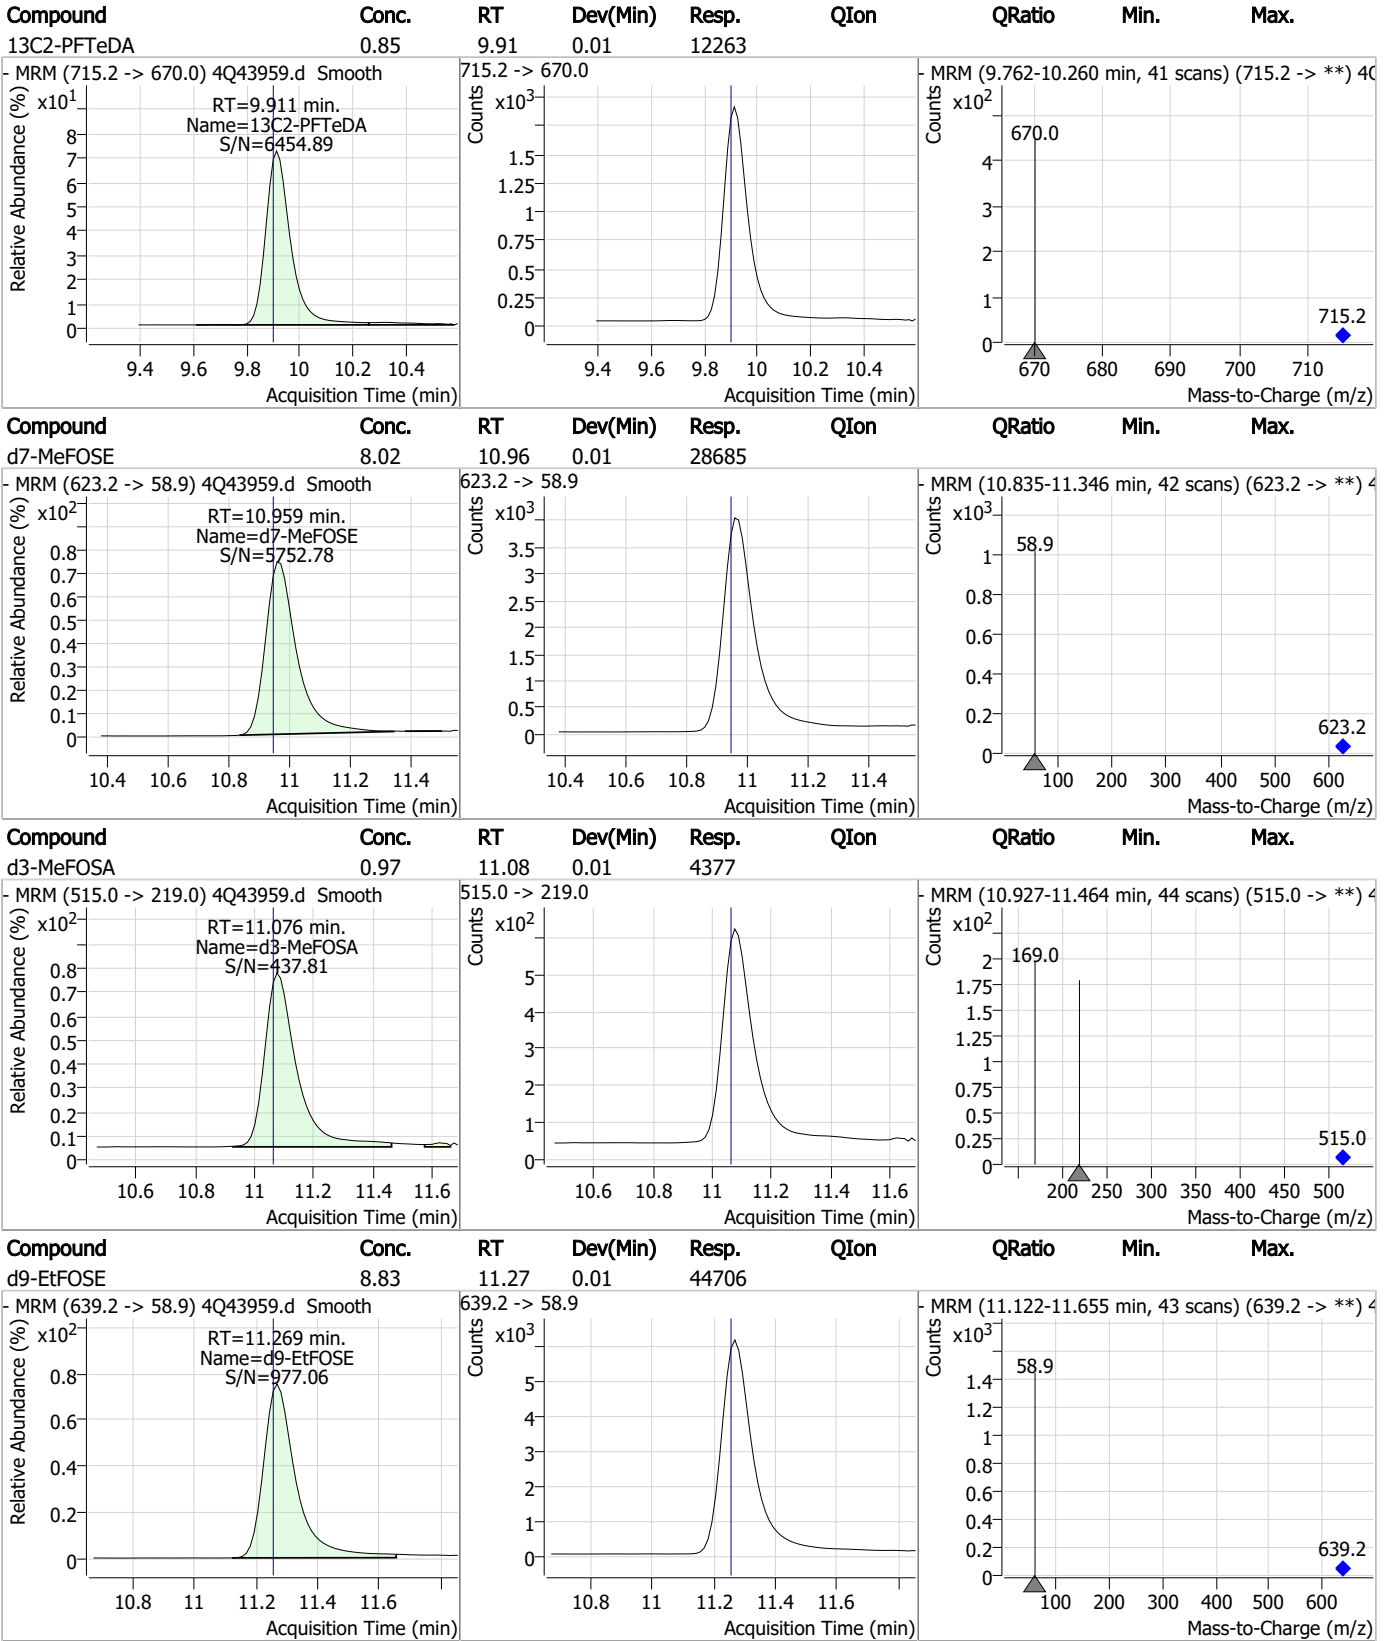 Compound Conc. RT Dev(Min) Resp. QIon QRatio Min. Max.
13C2-PFTeDA 0.85 9.91 0.01 12263
- MRM (715.2 -> 670.0) 4Q43959.d Smooth
Relative Abundance (%)
x10¹
RT=9.911 min.
Name=13C2-PFTeDA
S/N=6454.89
8
7
6
5
4
3
2
1
0
9.4 9.6 9.8 10 10.2 10.4
Acquisition Time (min)
715.2 -> 670.0
Counts
x10³
1.5
1.25
1
0.75
0.5
0.25
0
9.4 9.6 9.8 10 10.2 10.4
Acquisition Time (min)
- MRM (9.762-10.260 min, 41 scans) (715.2 -> **) 4Q
Counts
x10²
670.0
4
3
2
1
0
715.2
670 680 690 700 710
Mass-to-Charge (m/z)
Compound Conc. RT Dev(Min) Resp. QIon QRatio Min. Max.
d7-MeFOSE 8.02 10.96 0.01 28685
- MRM (623.2 -> 58.9) 4Q43959.d Smooth
Relative Abundance (%)
x10²
RT=10.959 min.
Name=d7-MeFOSE
S/N=5752.78
0.8
0.7
0.6
0.5
0.4
0.3
0.2
0.1
0
10.4 10.6 10.8 11 11.2 11.4
Acquisition Time (min)
623.2 -> 58.9
Counts
x10³
3.5
3
2.5
2
1.5
1
0.5
0
10.4 10.6 10.8 11 11.2 11.4
Acquisition Time (min)
- MRM (10.835-11.346 min, 42 scans) (623.2 -> **) 4
Counts
x10³
58.9
1
0.8
0.6
0.4
0.2
0
623.2
100 200 300 400 500 600
Mass-to-Charge (m/z)
Compound Conc. RT Dev(Min) Resp. QIon QRatio Min. Max.
d3-MeFOSA 0.97 11.08 0.01 4377
- MRM (515.0 -> 219.0) 4Q43959.d Smooth
Relative Abundance (%)
x10²
RT=11.076 min.
Name=d3-MeFOSA
S/N=437.81
0.8
0.7
0.6
0.5
0.4
0.3
0.2
0.1
0
10.6 10.8 11 11.2 11.4 11.6
Acquisition Time (min)
515.0 -> 219.0
Counts
x10²
5
4
3
2
1
0
10.6 10.8 11 11.2 11.4 11.6
Acquisition Time (min)
- MRM (10.927-11.464 min, 44 scans) (515.0 -> **) 4
Counts
x10²
169.0
2
1.75
1.5
1.25
1
0.75
0.5
0.25
0
515.0
200 250 300 350 400 450 500
Mass-to-Charge (m/z)
Compound Conc. RT Dev(Min) Resp. QIon QRatio Min. Max.
d9-EtFOSE 8.83 11.27 0.01 44706
- MRM (639.2 -> 58.9) 4Q43959.d Smooth
Relative Abundance (%)
x10²
RT=11.269 min.
Name=d9-EtFOSE
S/N=977.06
0.8
0.6
0.4
0.2
0
10.8 11 11.2 11.4 11.6
Acquisition Time (min)
639.2 -> 58.9
Counts
x10³
5
4
3
2
1
0
10.8 11 11.2 11.4 11.6
Acquisition Time (min)
- MRM (11.122-11.655 min, 43 scans) (639.2 -> **) 4
Counts
x10³
58.9
1.4
1.2
1
0.8
0.6
0.4
0.2
0
639.2
100 200 300 400 500 600
Mass-to-Charge (m/z)